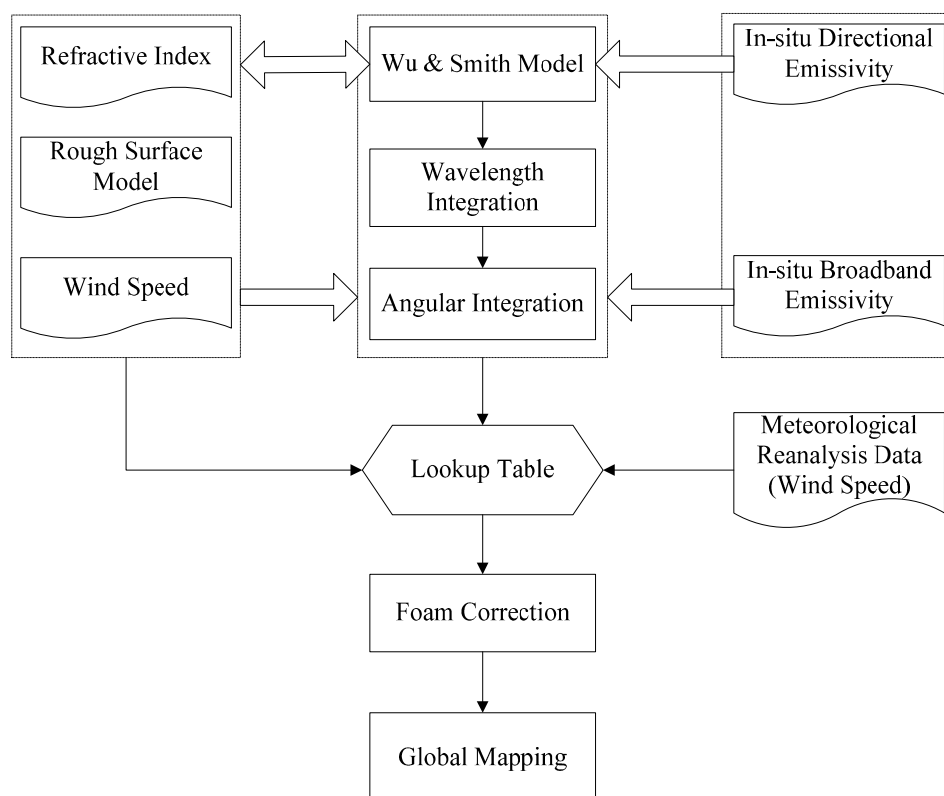 Refractive Index
Wu & Smith Model
In-situ Directional
Emissivity
Rough Surface
Model
Wavelength
Integration
Wind Speed
Angular Integration
In-situ Broadband
Emissivity
Lookup Table
Meteorological
Reanalysis Data
(Wind Speed)
Foam Correction
Global Mapping